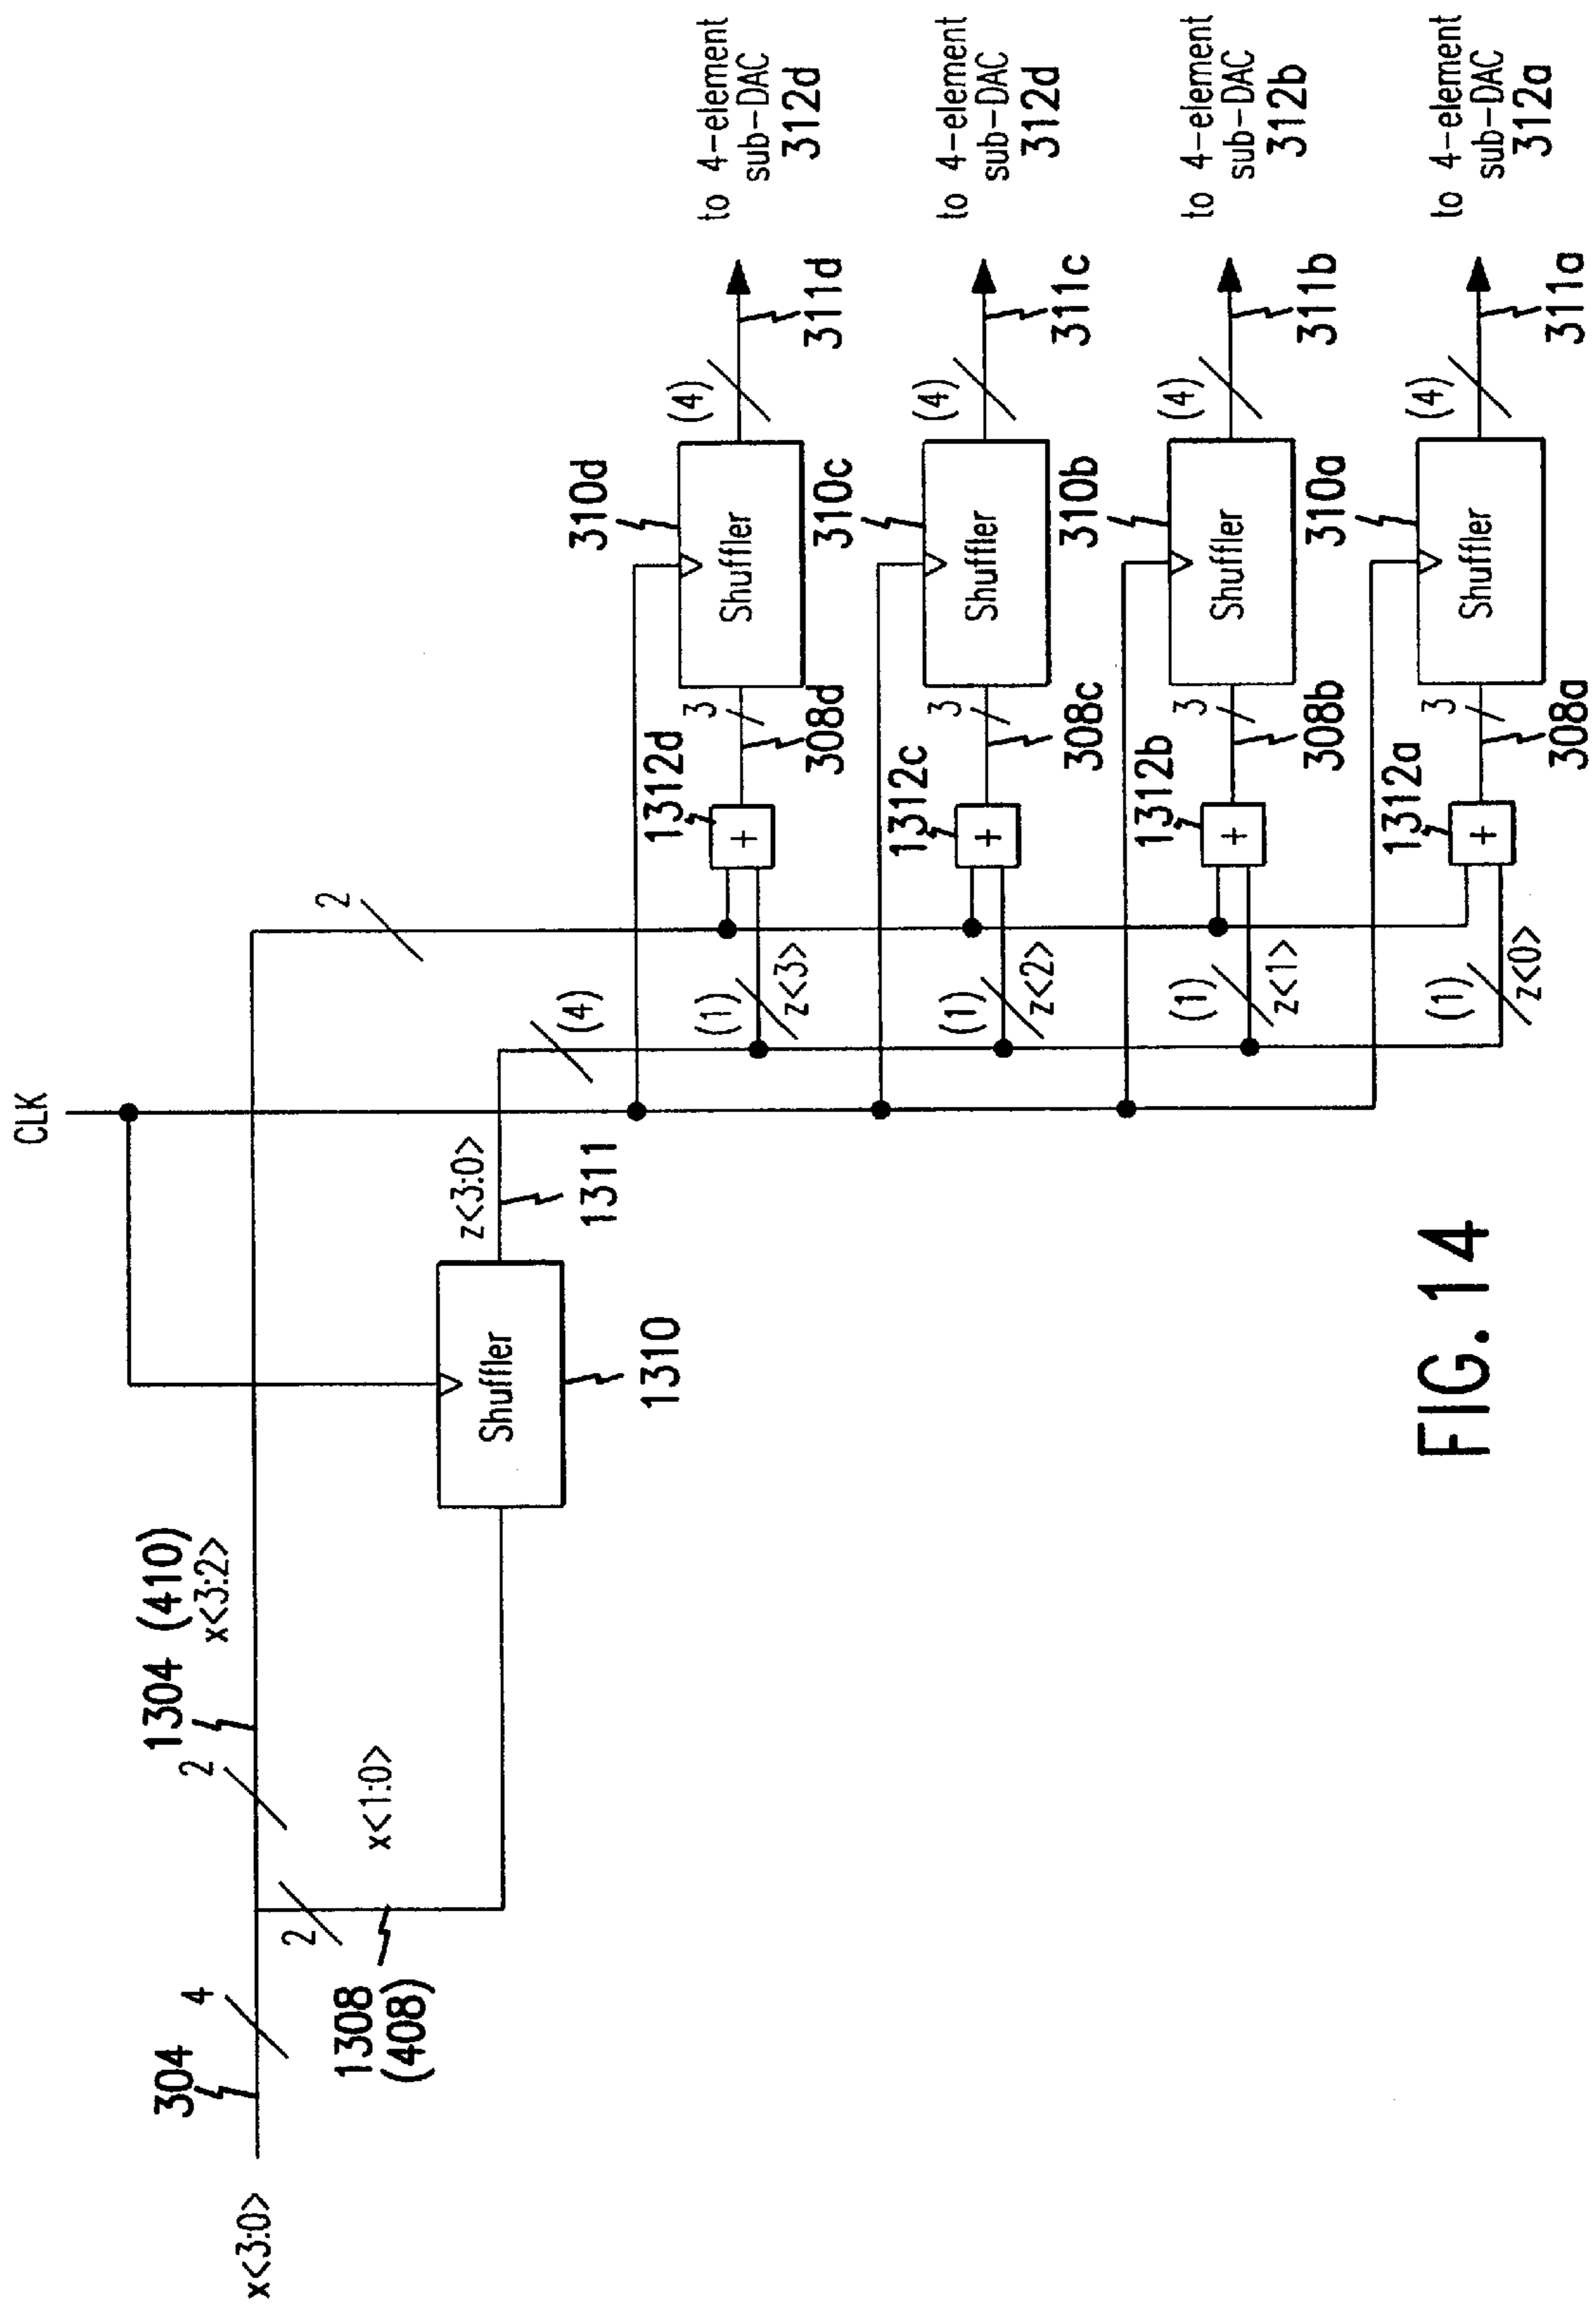 CLK
x<3:0>
304
4
1308
(408)
2
x<1:0>
2
1304 (410)
x<3:2>
Shuffler
1310
z<3:0>
1311
2
(4)
(1)
z<3>
1312d
3
308d
310d
Shuffler
(4)
311d
to 4-element
sub-DAC
312d
(1)
z<2>
1312c
3
308c
310c
Shuffler
(4)
311c
to 4-element
sub-DAC
312d
(1)
z<1>
1312b
3
308b
310b
Shuffler
(4)
311b
to 4-element
sub-DAC
312b
(1)
z<0>
1312a
3
308a
310a
Shuffler
(4)
311a
to 4-element
sub-DAC
312a
+
+
+
+
FIG. 14